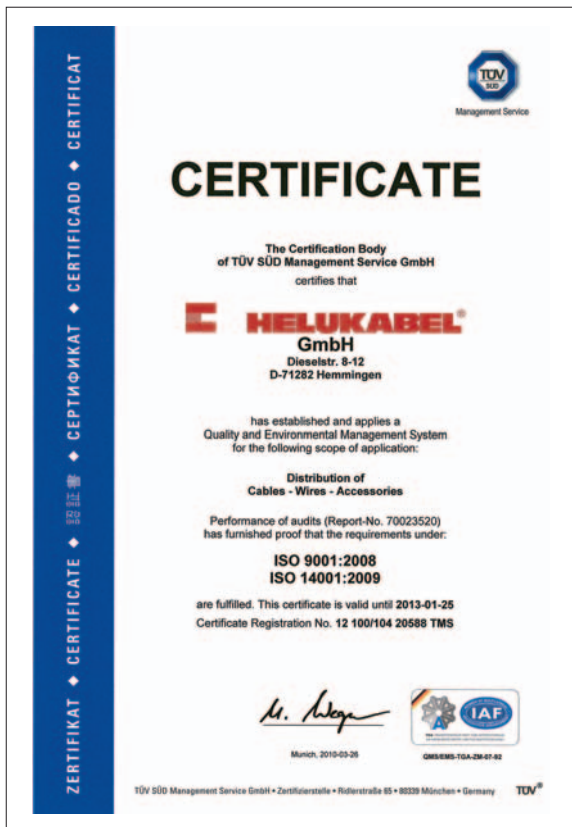 TÜV
SÜD
Management Service
CERTIFICATE
The Certification Body
of TÜV SÜD Management Service GmbH
certifies that
HELUKABEL®
GmbH
Dieselstr. 8-12
D-71282 Hemmingen
has established and applies a
Quality and Environmental Management System
for the following scope of application:
Distribution of
Cables - Wires - Accessories
Performance of audits (Report-No. 70023520)
has furnished proof that the requirements under:
ISO 9001:2008
ISO 14001:2009
are fulfilled. This certificate is valid until 2013-01-25
Certificate Registration No. 12 100/104 20588 TMS
Munich, 2010-03-26
IAF
QMS/EMS-TGA-ZM-07-92
TÜV SÜD Management Service GmbH • Zertifizierstelle • Ridlerstraße 65 • 80339 München • Germany
TÜV®
ZERTIFIKAT ◆ CERTIFICATE ◆ 認証書 ◆ СЕРТИФИКАТ ◆ CERTIFICADO ◆ CERTIFICAT